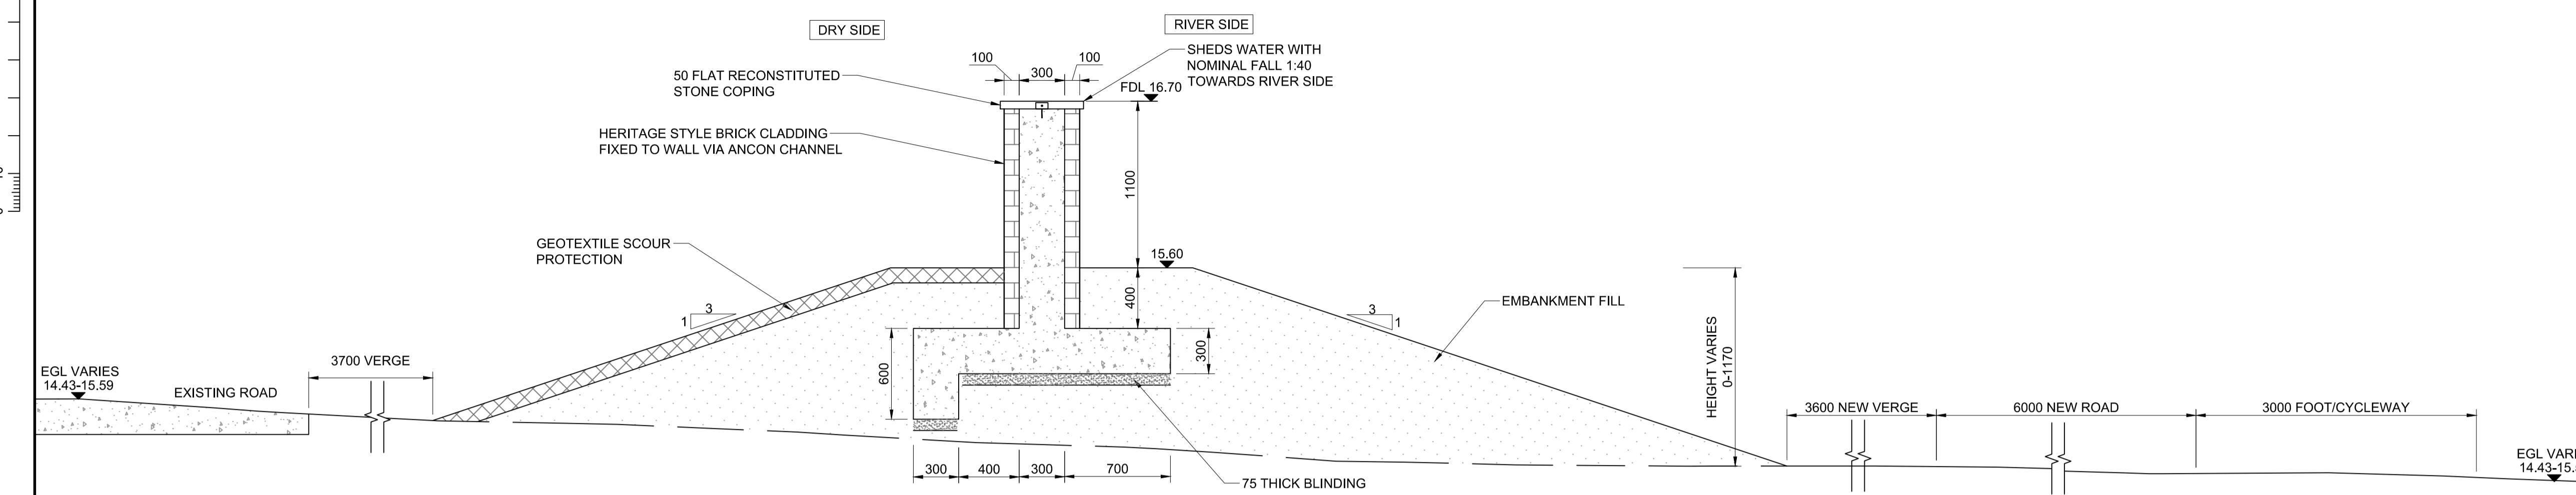 DRY SIDE
RIVER SIDE
SHEDS WATER WITH
NOMINAL FALL 1:40
TOWARDS RIVER SIDE
100
300
100
50 FLAT RECONSTITUTED
STONE COPING
FDL 16.70
HERITAGE STYLE BRICK CLADDING
FIXED TO WALL VIA ANCON CHANNEL
1100
GEOTEXTILE SCOUR
PROTECTION
15.60
400
3
1
3
1
EMBANKMENT FILL
HEIGHT VARIES
0-1170
600
300
EGL VARIES
14.43-15.59
EXISTING ROAD
3700 VERGE
3600 NEW VERGE
6000 NEW ROAD
3000 FOOT/CYCLEWAY
300
400
300
700
75 THICK BLINDING
EGL